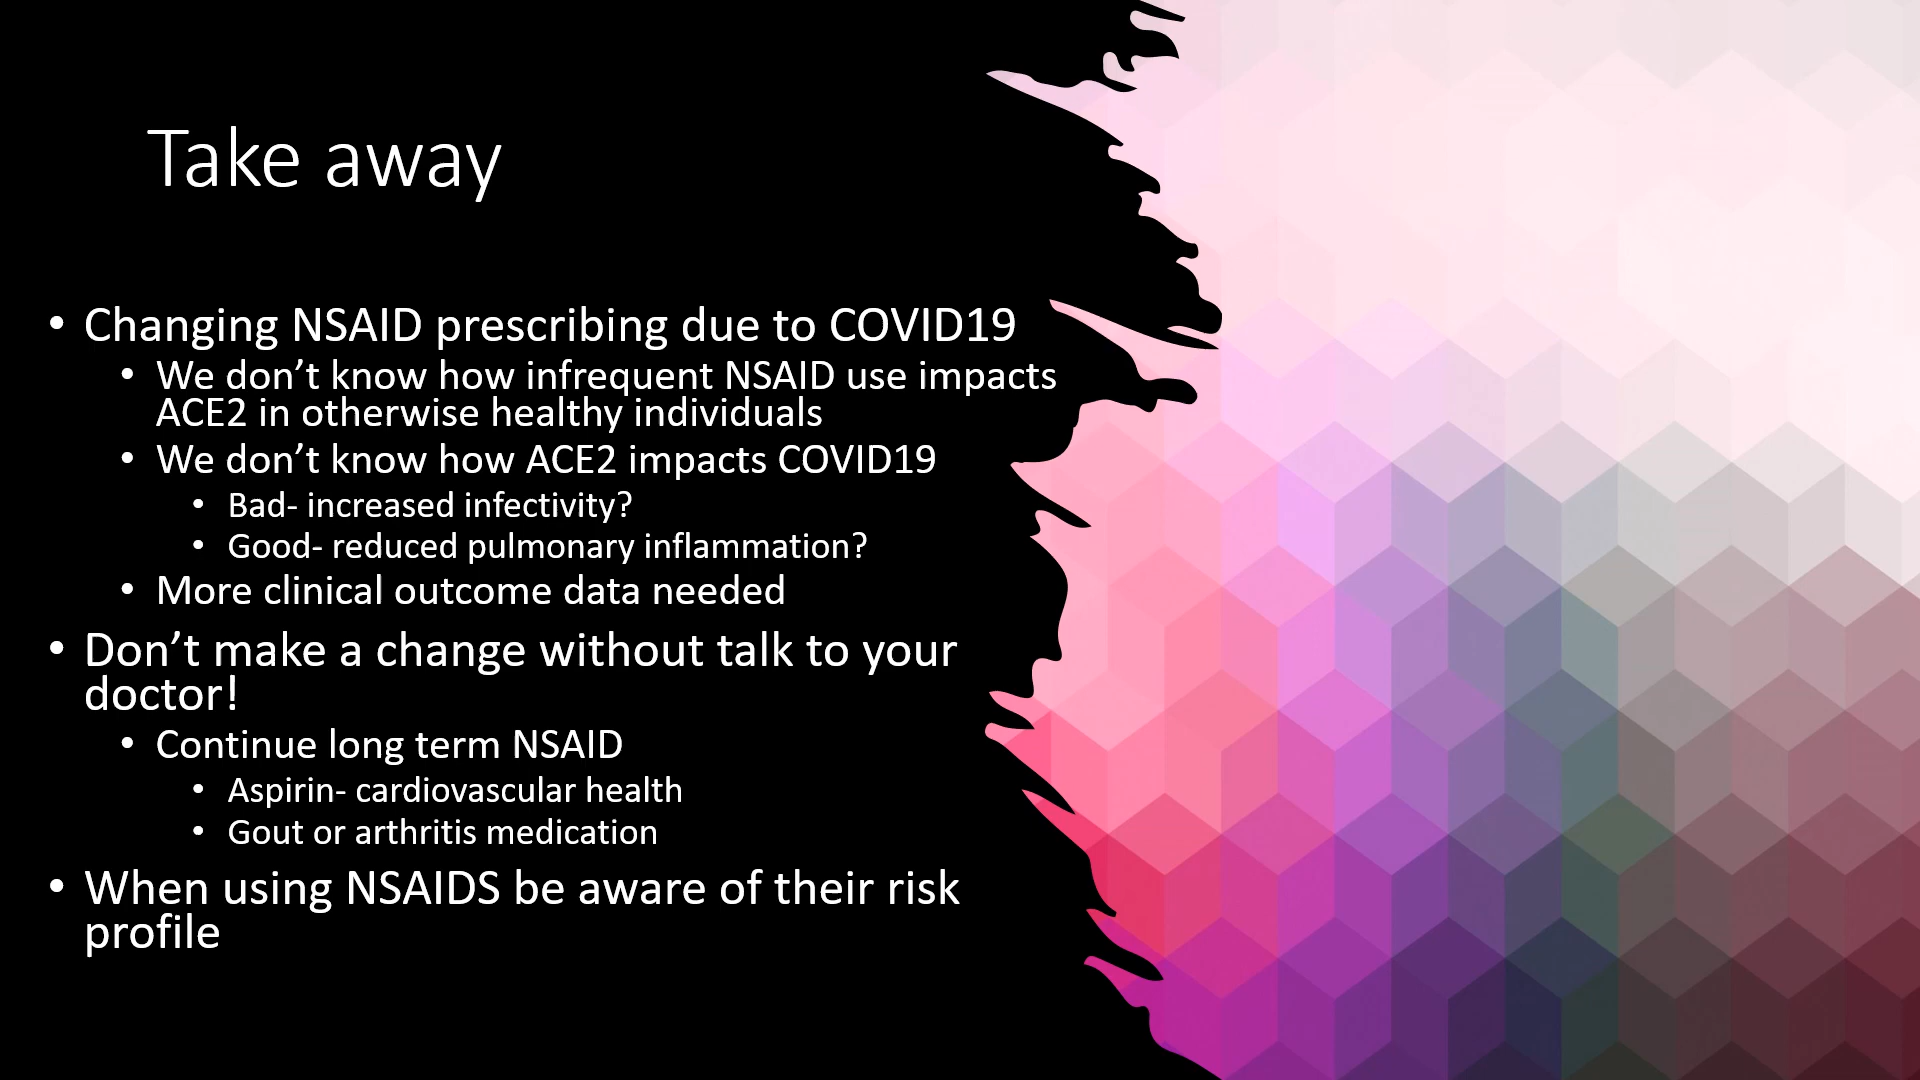 Take away
• Changing NSAID prescribing due to COVID19
• We don’t know how infrequent NSAID use impacts
ACE2 in otherwise healthy individuals
• We don’t know how ACE2 impacts COVID19
• Bad- increased infectivity?
• Good- reduced pulmonary inflammation?
• More clinical outcome data needed
• Don’t make a change without talk to your
doctor!
• Continue long term NSAID
• Aspirin- cardiovascular health
• Gout or arthritis medication
• When using NSAIDS be aware of their risk
profile